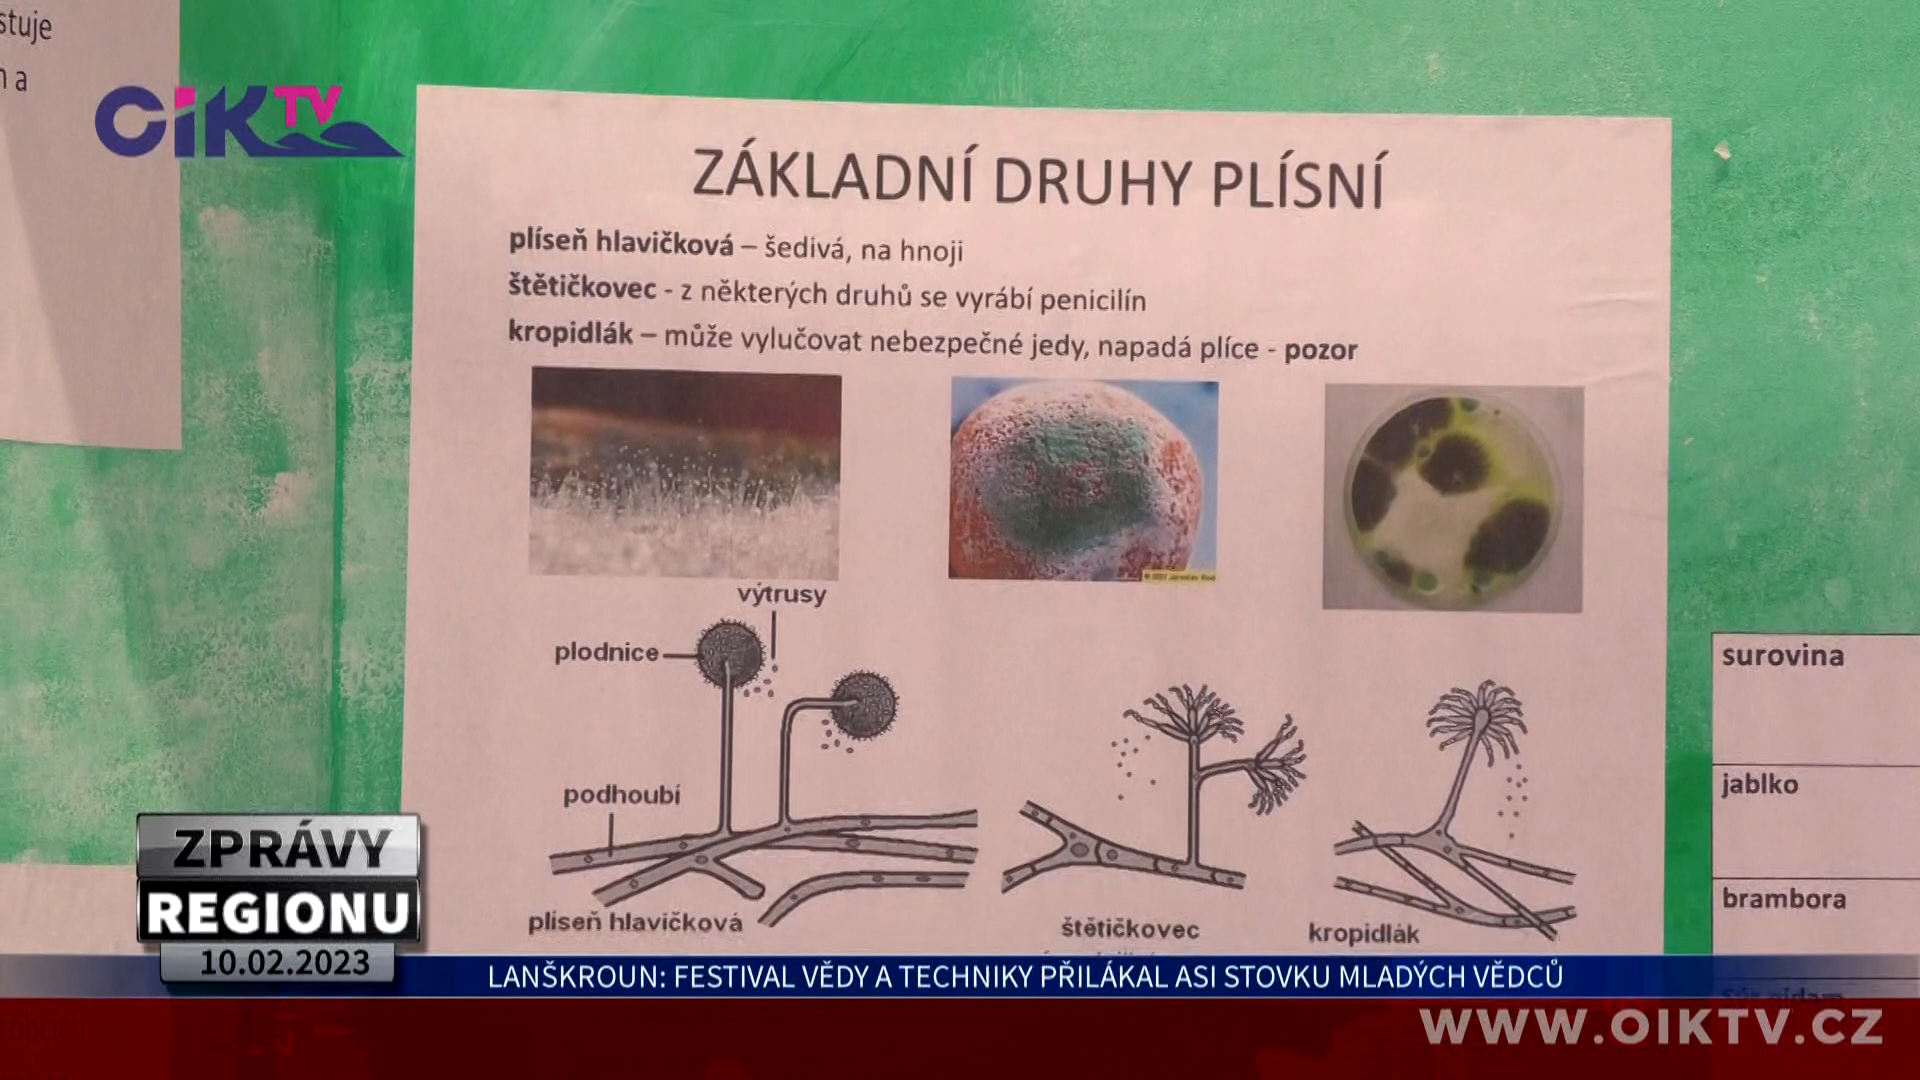 stuje
n a
OIK TV
ZÁKLADNÍ DRUHY PLÍSNÍ
plíseň hlavičková – šedivá, na hnoji
štětičkovec - z některých druhů se vyrábí penicilín
kropidlák – může vylučovat nebezpečné jedy, napadá plíce - pozor
výtrusy
plodnice
podhoubí
plíseň hlavičková
štětičkovec
kropidlák
surovina
jablko
brambora
ZPRÁVY
REGIONU
10.02.2023
LANŠKROUN: FESTIVAL VĚDY A TECHNIKY PŘILÁKAL ASI STOVKU MLADÝCH VĚDCŮ
WWW.OIKTV.CZ